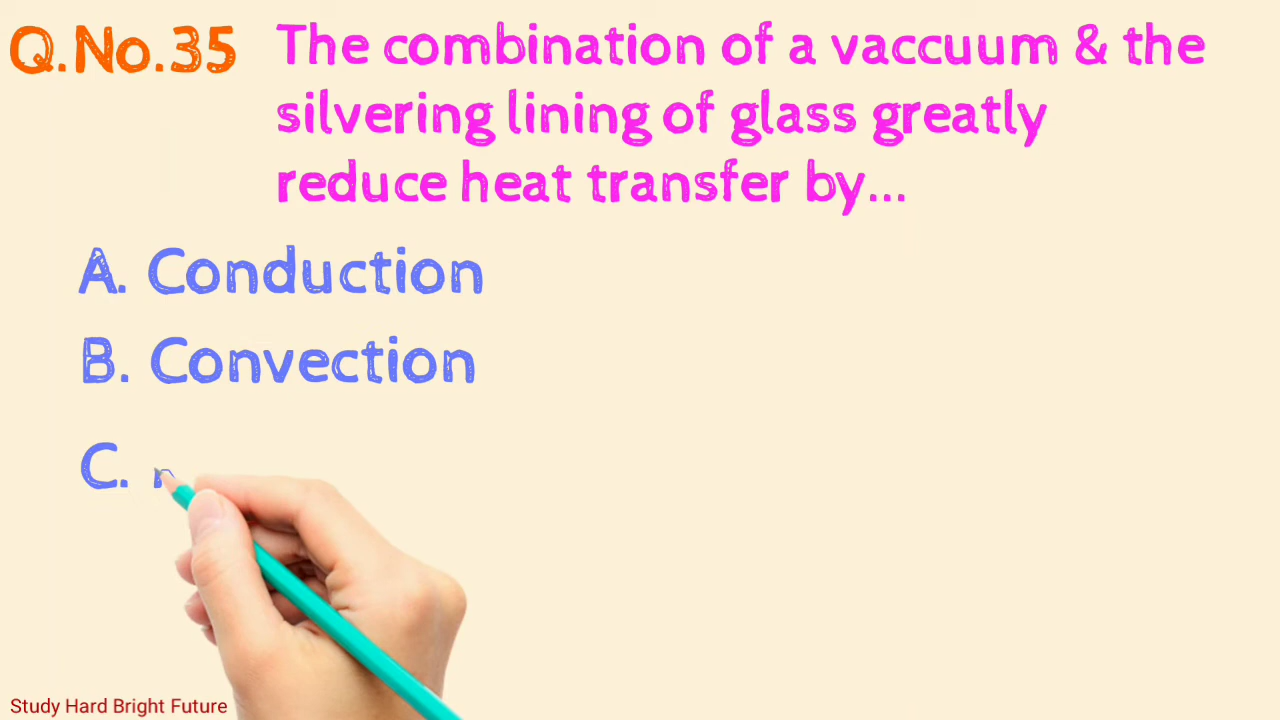 Q.No.35 The combination of a vaccuum & the
silvering lining of glass greatly
reduce heat transfer by...
A. Conduction
B. Convection
C.
Study Hard Bright Future